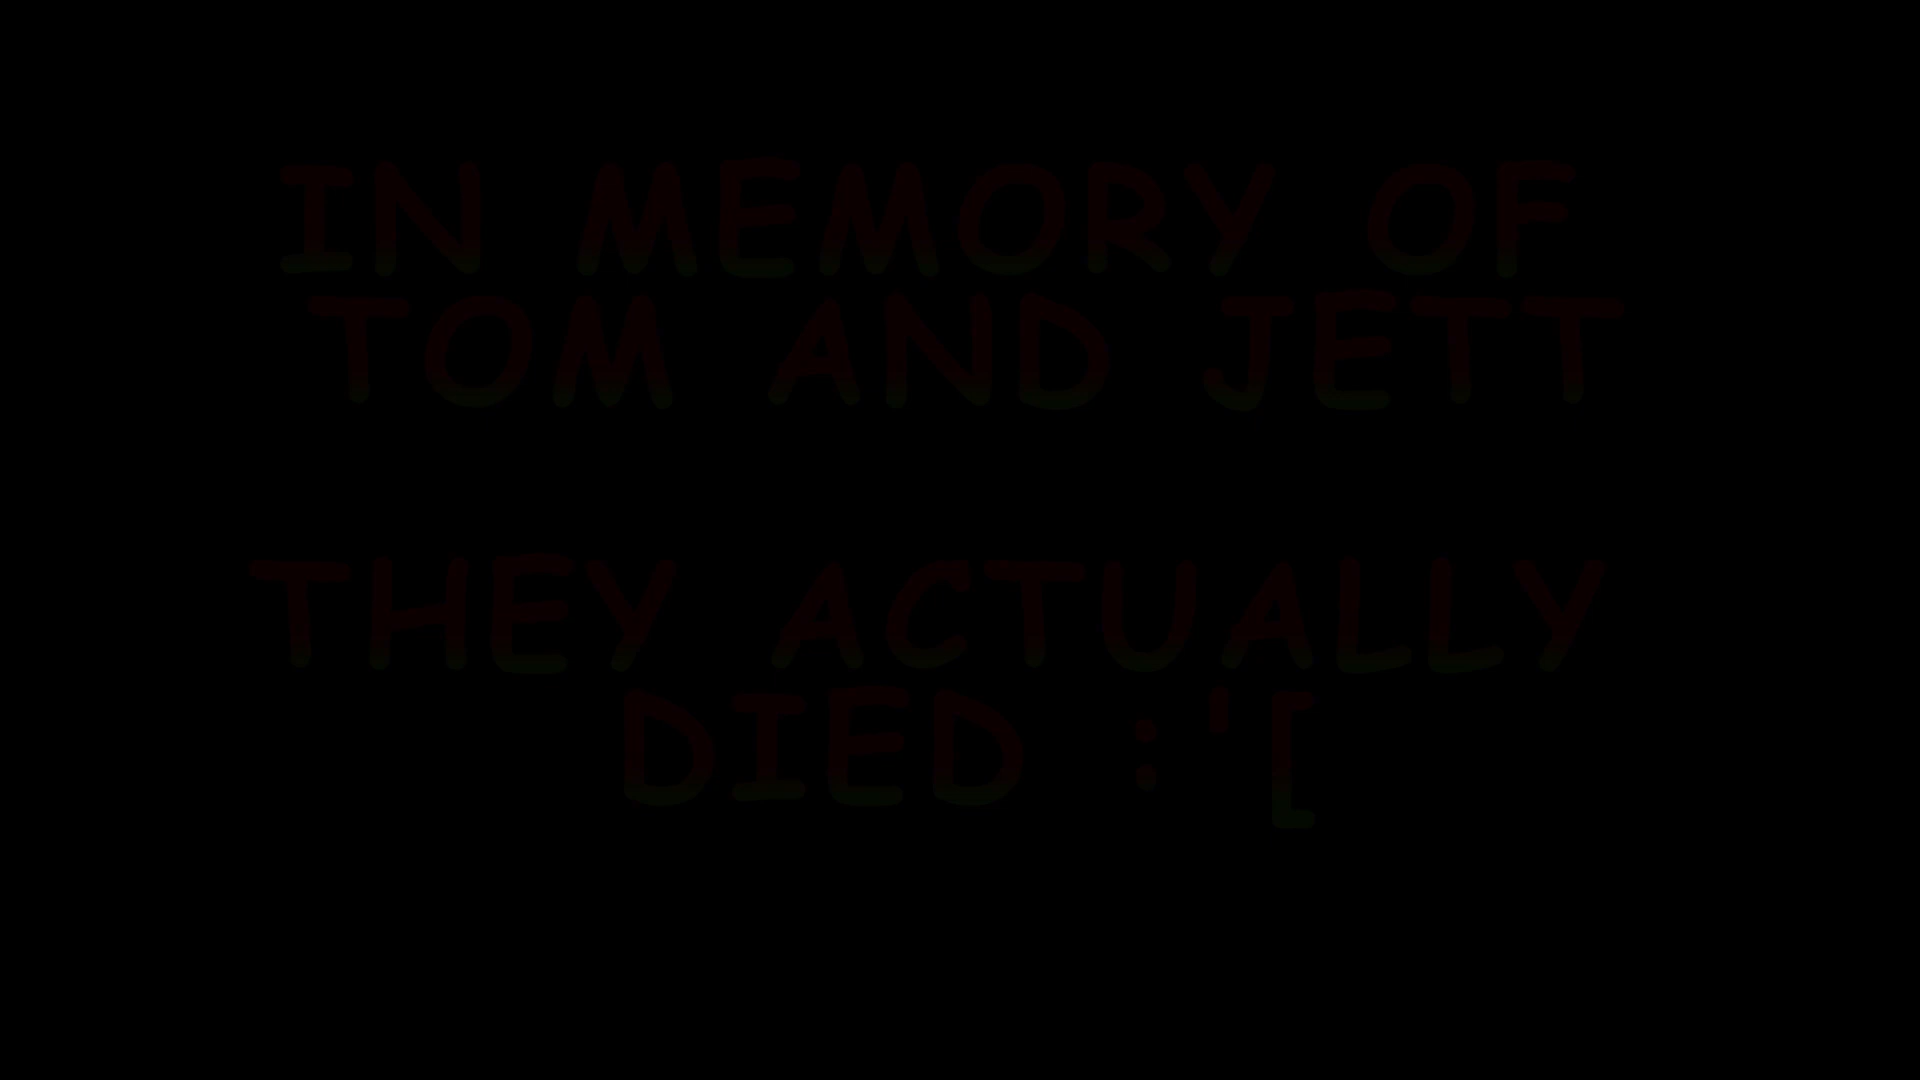 IN MEMORY OF
TOM AND JETT
THEY ACTUALLY
DIED :'[